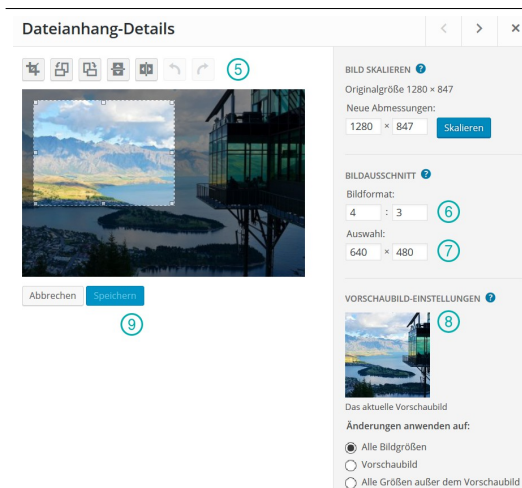 Dateianhang-Details
5
Abbrechen
Speichern
9
BILD SKALIEREN
Originalgröße 1280 × 847
Neue Abmessungen:
1280 × 847 Skalieren
BILDAUSSCHNITT
Bildformat:
4 : 3 6
Auswahl:
640 × 480 7
VORSCHAUBILD-EINSTELLUNGEN
8
Das aktuelle Vorschaubild
Änderungen anwenden auf:
Alle Bildgrößen
Vorschaubild
Alle Größen außer dem Vorschaubild